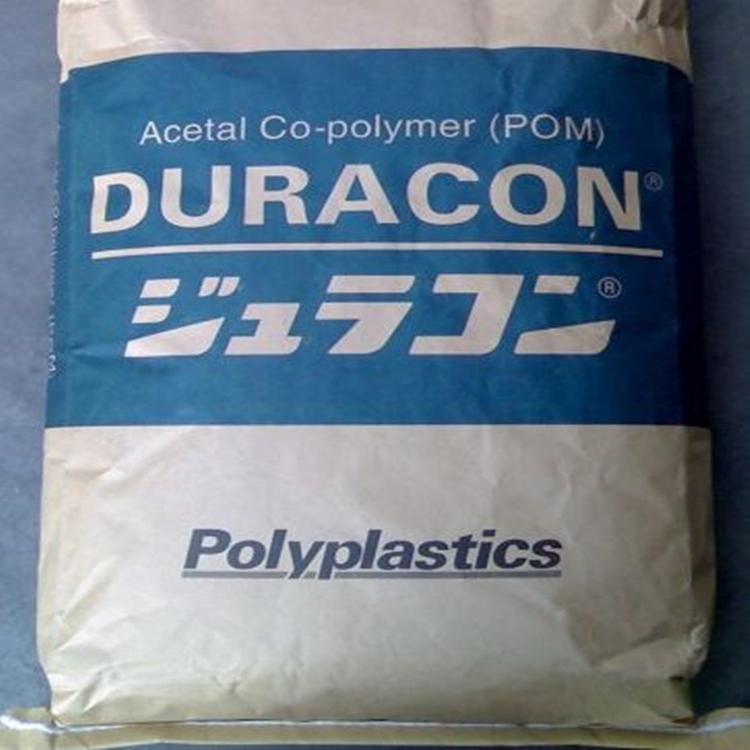 Acetal Co-polymer (POM)
DURACON®
ジュラコン®
Polyplastics